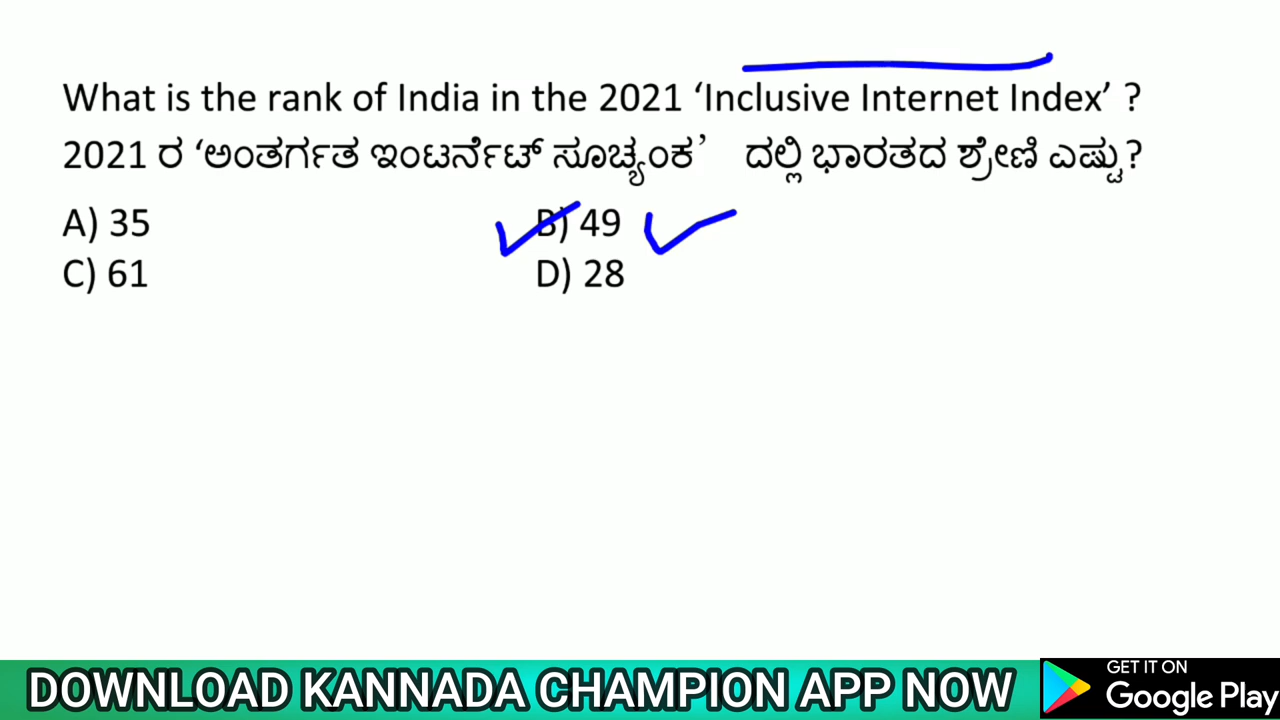 What is the rank of India in the 2021 ‘Inclusive Internet Index’ ?
2021 ರ ‘ಅಂತರ್ಗತ ಇಂಟರ್ನೆಟ್ ಸೂಚ್ಯಂಕ’ ದಲ್ಲಿ ಭಾರತದ ಶ್ರೇಣಿ ಎಷ್ಟು?
A) 35 B) 49
C) 61 D) 28
DOWNLOAD KANNADA CHAMPION APP NOW
GET IT ON
Google Play